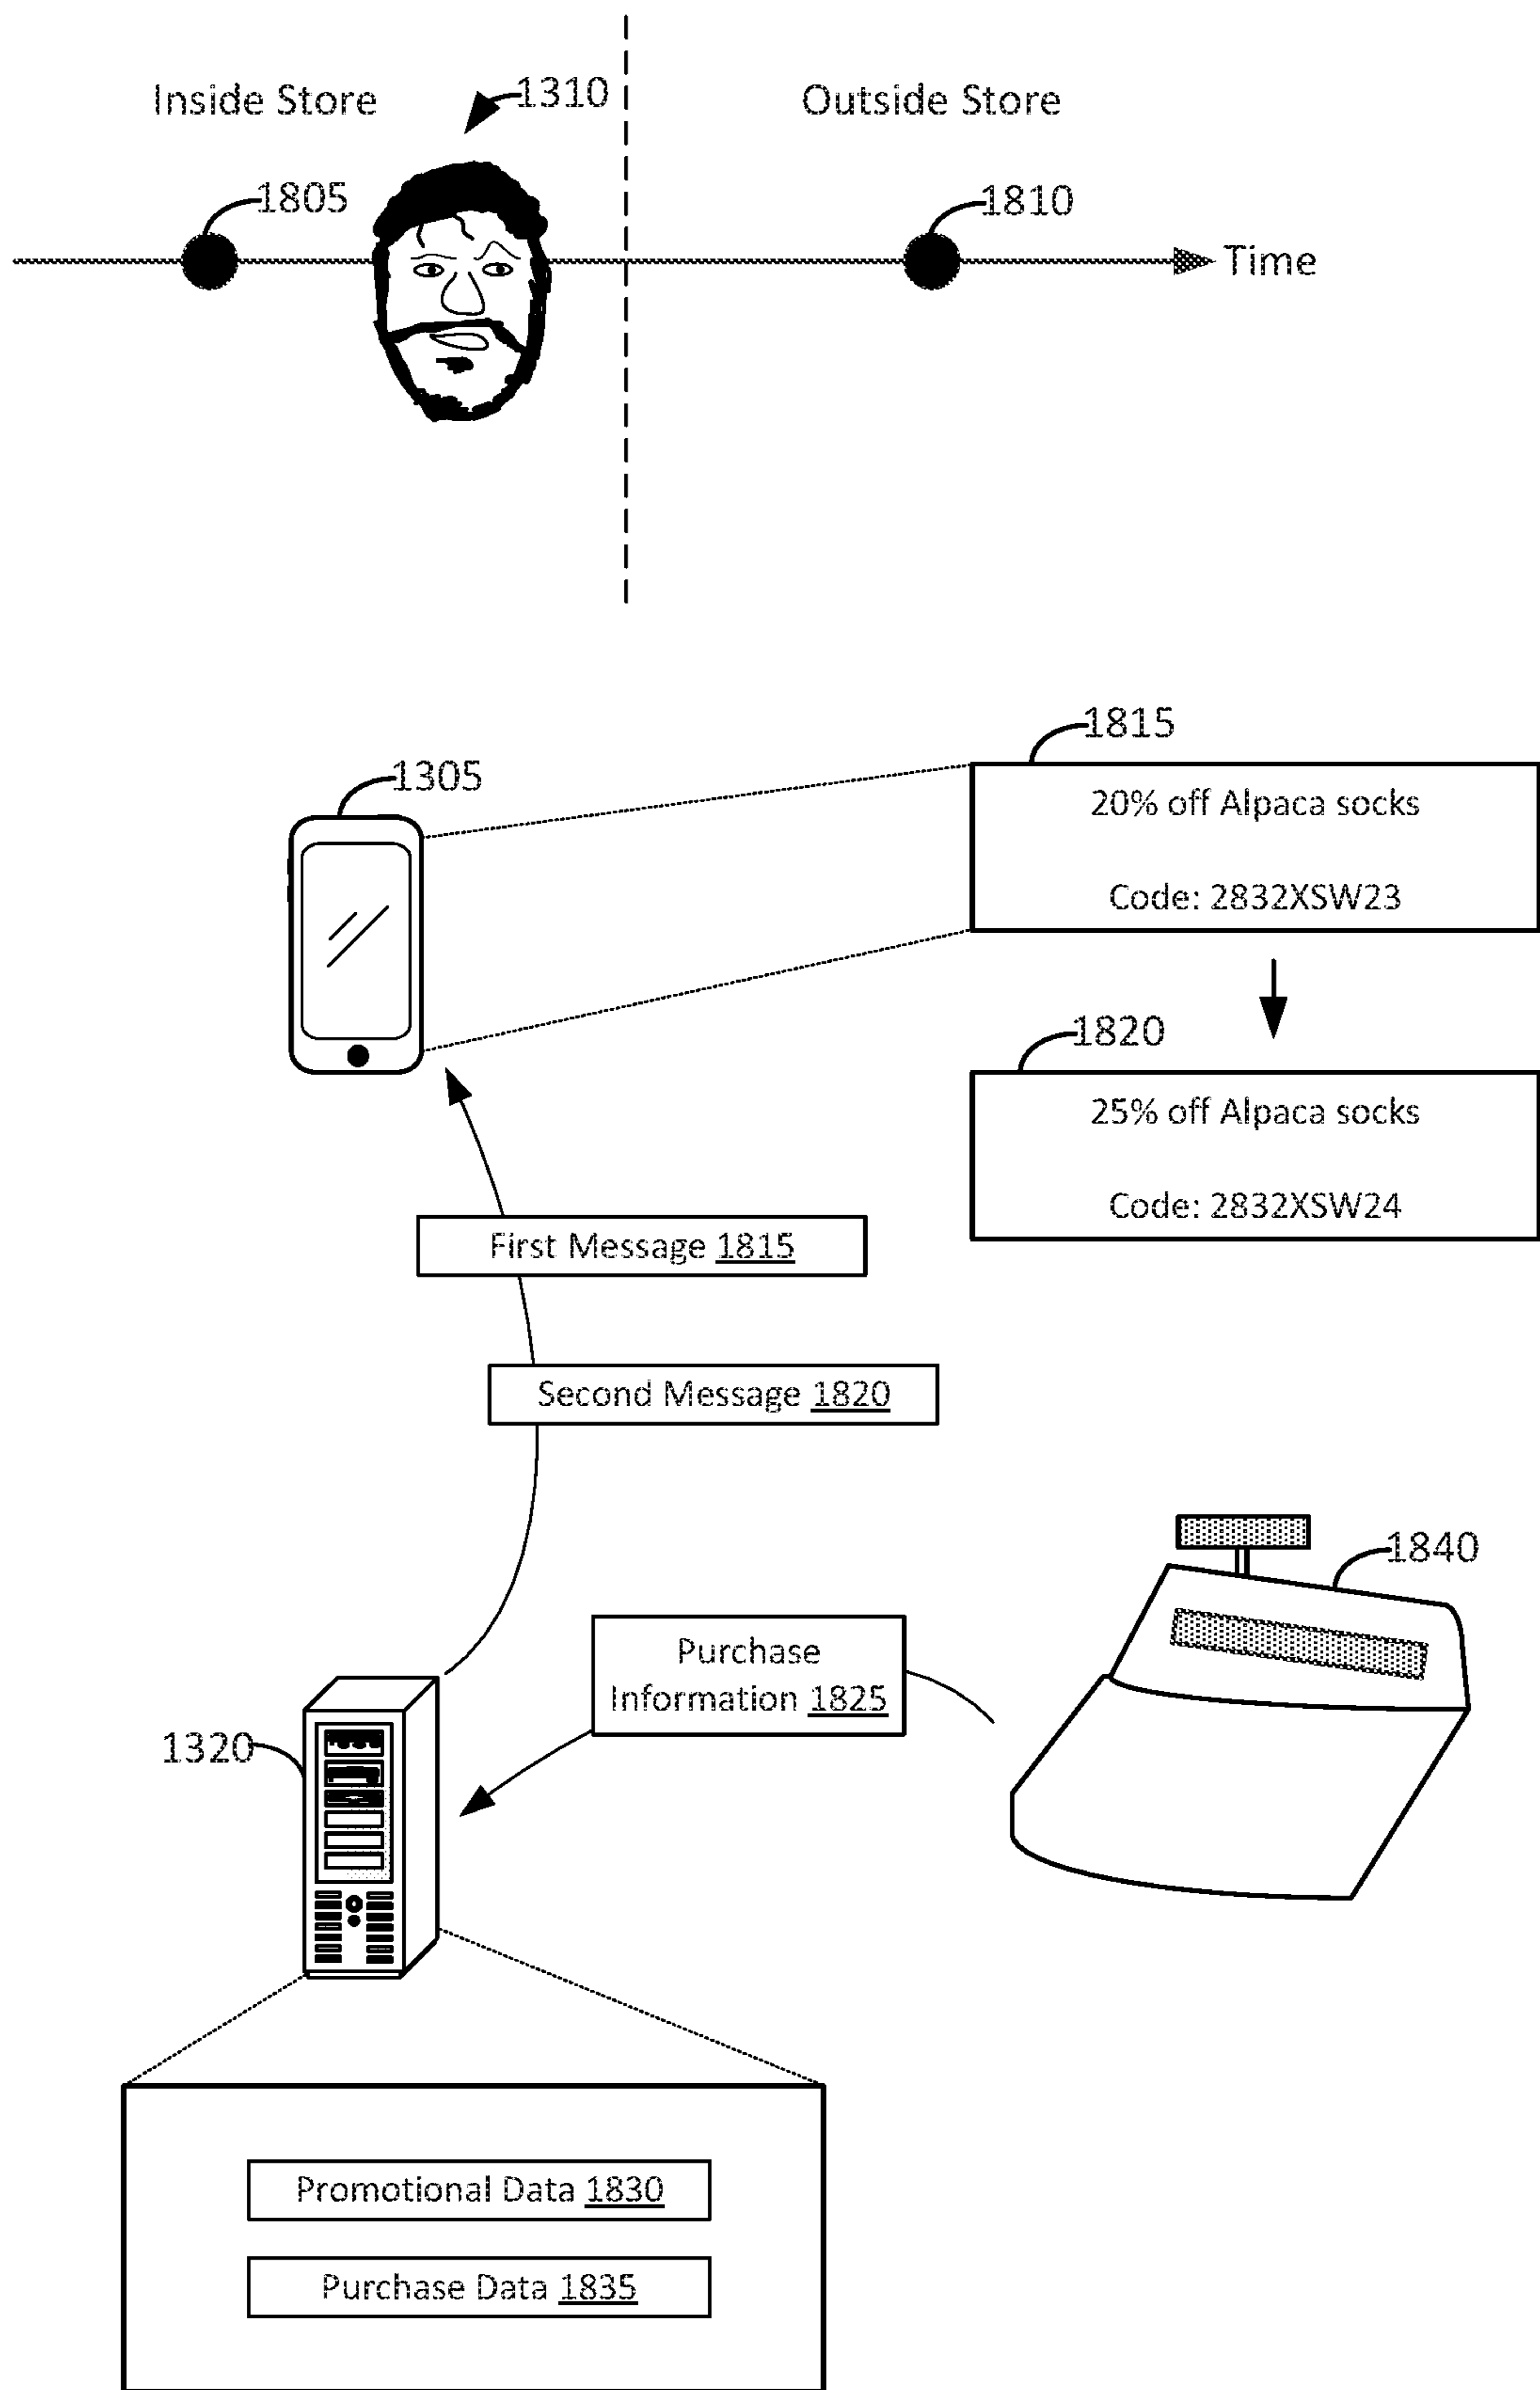 Inside Store
1310
Outside Store
1805
1810
Time
1815
1305
20% off Alpaca socks
Code: 2832XSW23
1820
25% off Alpaca socks
Code: 2832XSW24
First Message 1815
Second Message 1820
1840
Purchase
Information 1825
1320
Promotional Data 1830
Purchase Data 1835